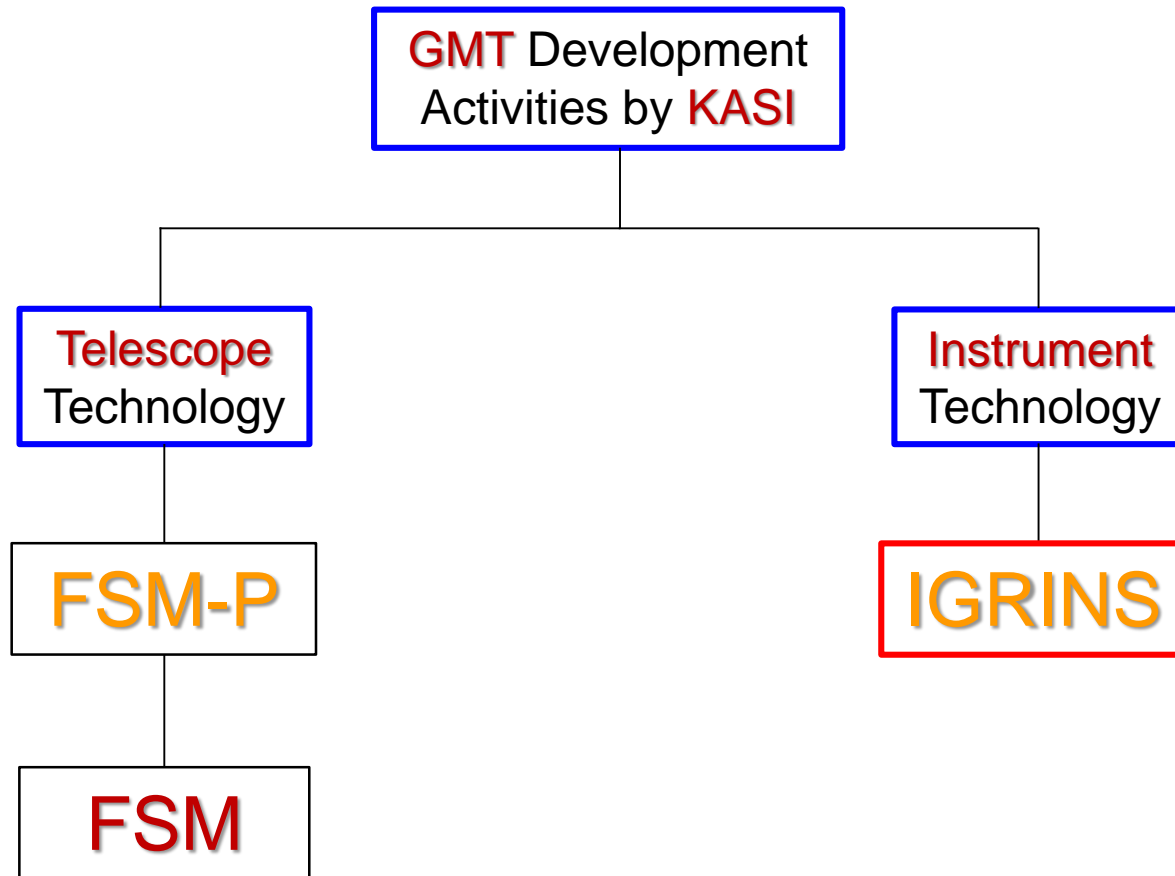 GMT Development
Activities by KASI
Telescope
Technology
Instrument
Technology
FSM-P
IGRINS
FSM